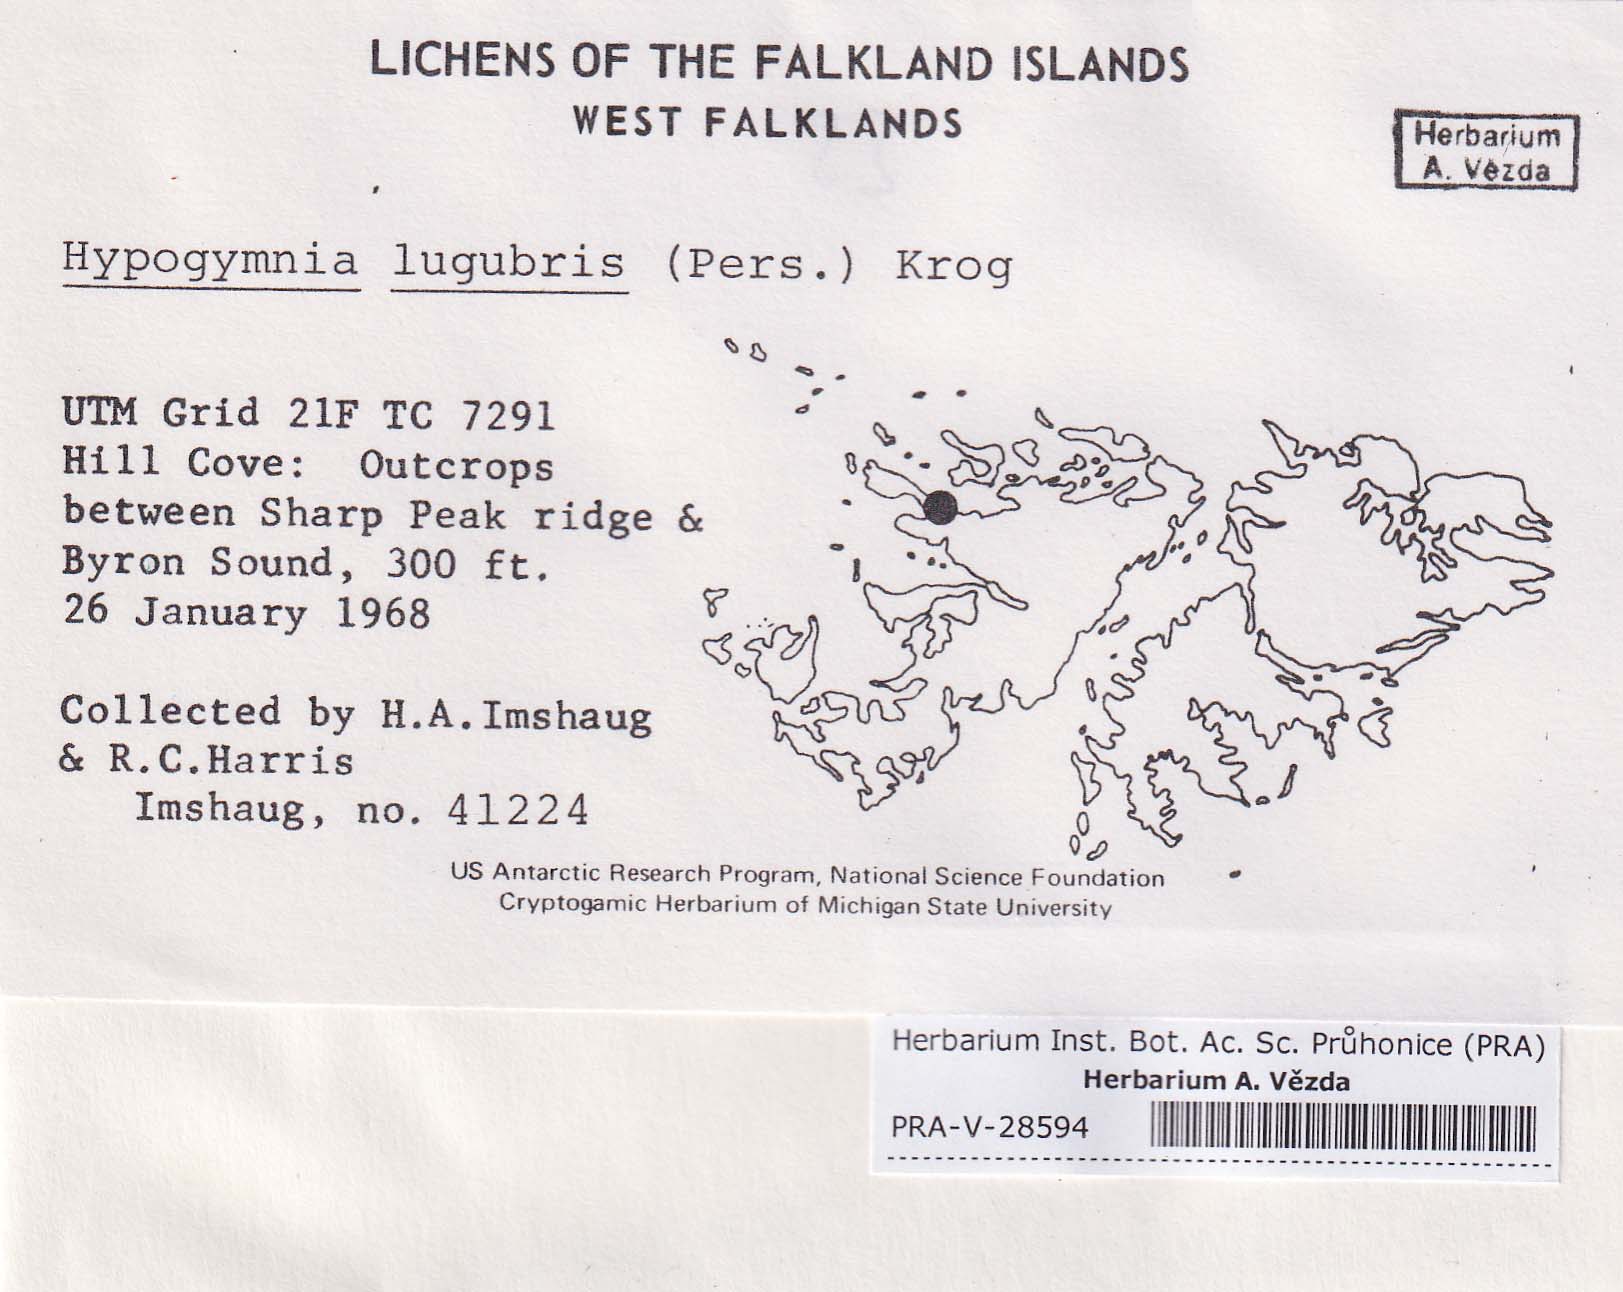 LICHENS OF THE FALKLAND ISLANDS
WEST FALKLANDS
Herbarium
A. Vězda
Hypogymnia lugubris (Pers.) Krog
UTM Grid 21F TC 7291
Hill Cove: Outcrops
between Sharp Peak ridge &
Byron Sound, 300 ft.
26 January 1968
Collected by H.A.Imshaug
& R.C.Harris
Imshaug, no. 41224
US Antarctic Research Program, National Science Foundation
Cryptogamic Herbarium of Michigan State University
Herbarium Inst. Bot. Ac. Sc. Průhonice (PRA)
Herbarium A. Vězda
PRA-V-28594